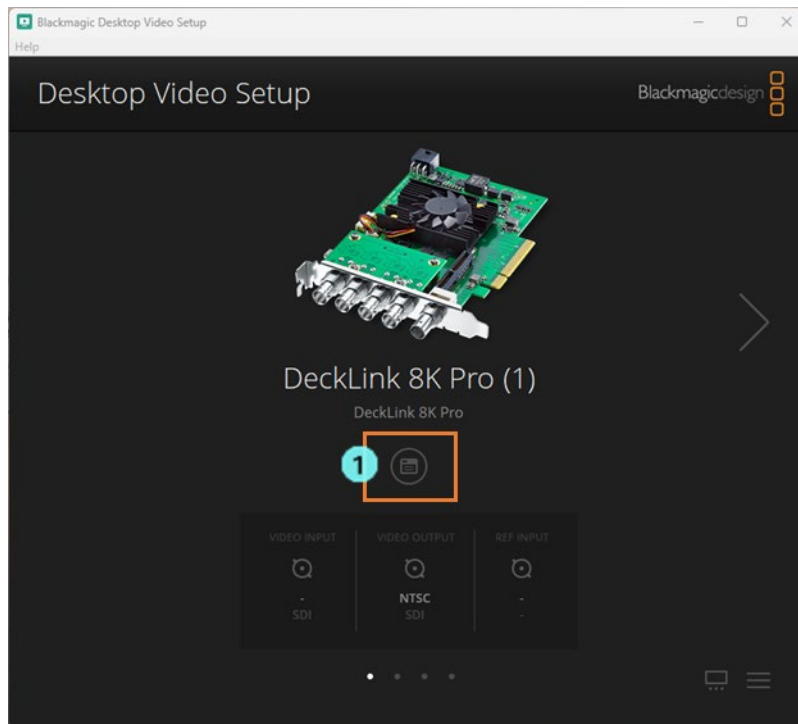 Blackmagic Desktop Video Setup
Help
Desktop Video Setup
Blackmagicdesign
DeckLink 8K Pro (1)
DeckLink 8K Pro
1
VIDEO INPUT VIDEO OUTPUT REF INPUT
- NTSC -
SDI SDI -